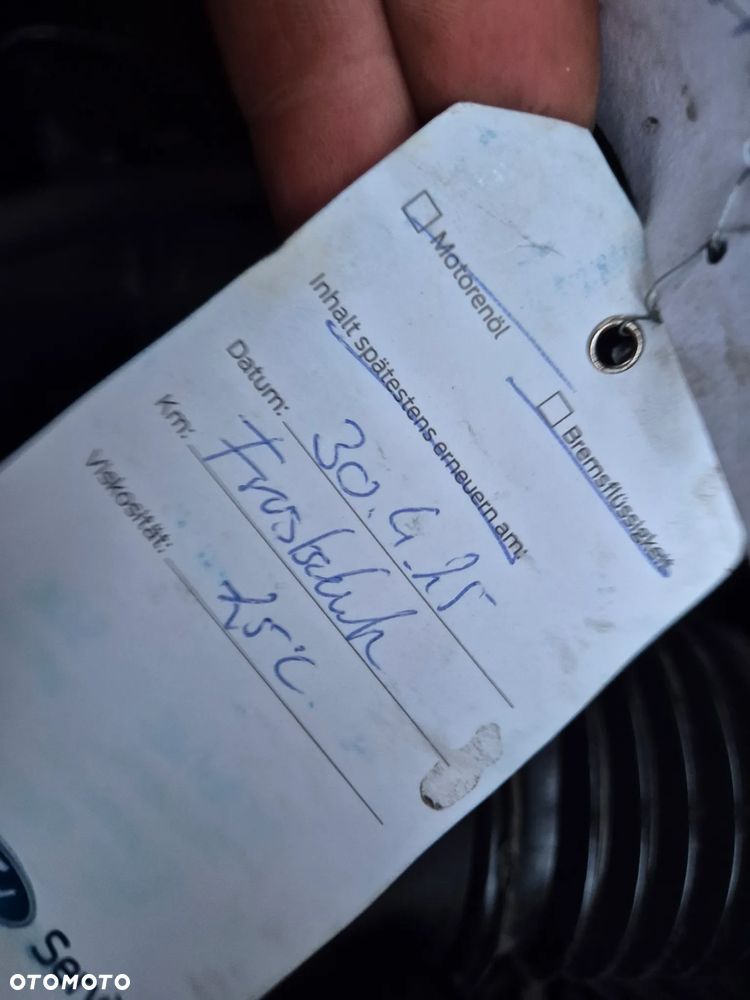 ☐ Motorenöl
☐ Bremsflüssigkeit
Inhalt spätestens erneuern am:
Datum: 30.4.25
Km: Frostschutz
Viskosität: 25°C
OTOMOTO